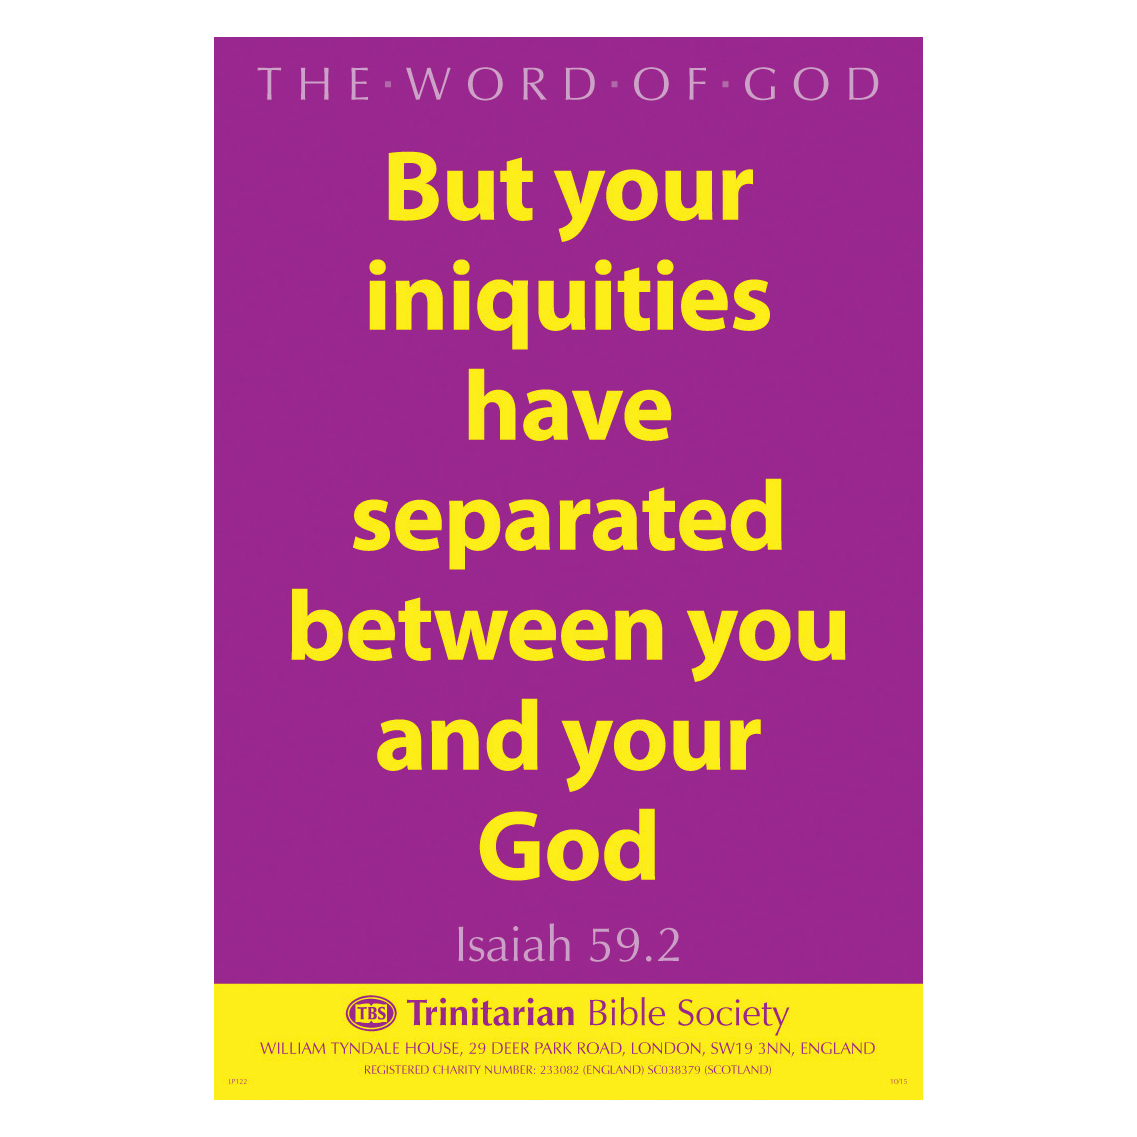 THE·WORD·OF·GOD
But your
iniquities
have
separated
between you
and your
God
Isaiah 59.2
TBS Trinitarian Bible Society
WILLIAM TYNDALE HOUSE, 29 DEER PARK ROAD, LONDON, SW19 3NN, ENGLAND
REGISTERED CHARITY NUMBER: 233082 (ENGLAND) SC038379 (SCOTLAND)
LP122 10/15